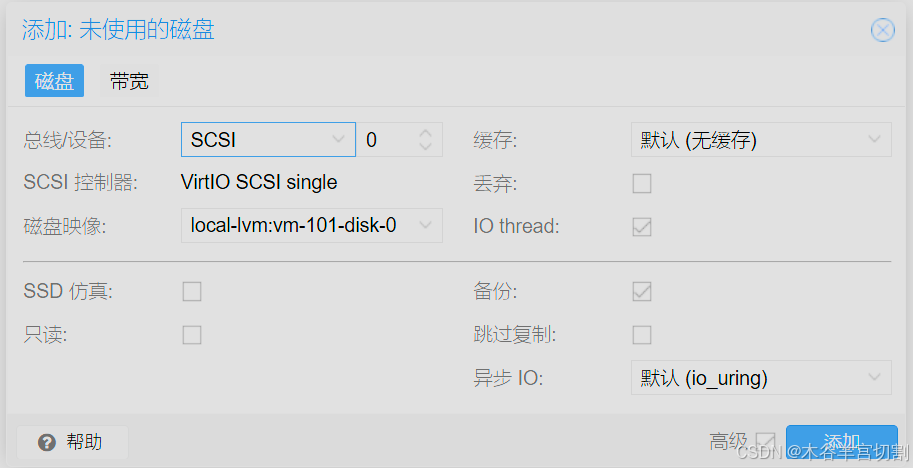 添加: 未使用的磁盘
磁盘 带宽
总线/设备: SCSI 0 缓存: 默认 (无缓存)
SCSI 控制器: VirtIO SCSI single 丢弃:
磁盘映像: local-lvm:vm-101-disk-0 IO thread:
SSD 仿真: 备份:
只读: 跳过复制:
异步 IO: 默认 (io_uring)
帮助 高级 添加
CSDN @木谷羊宫切割